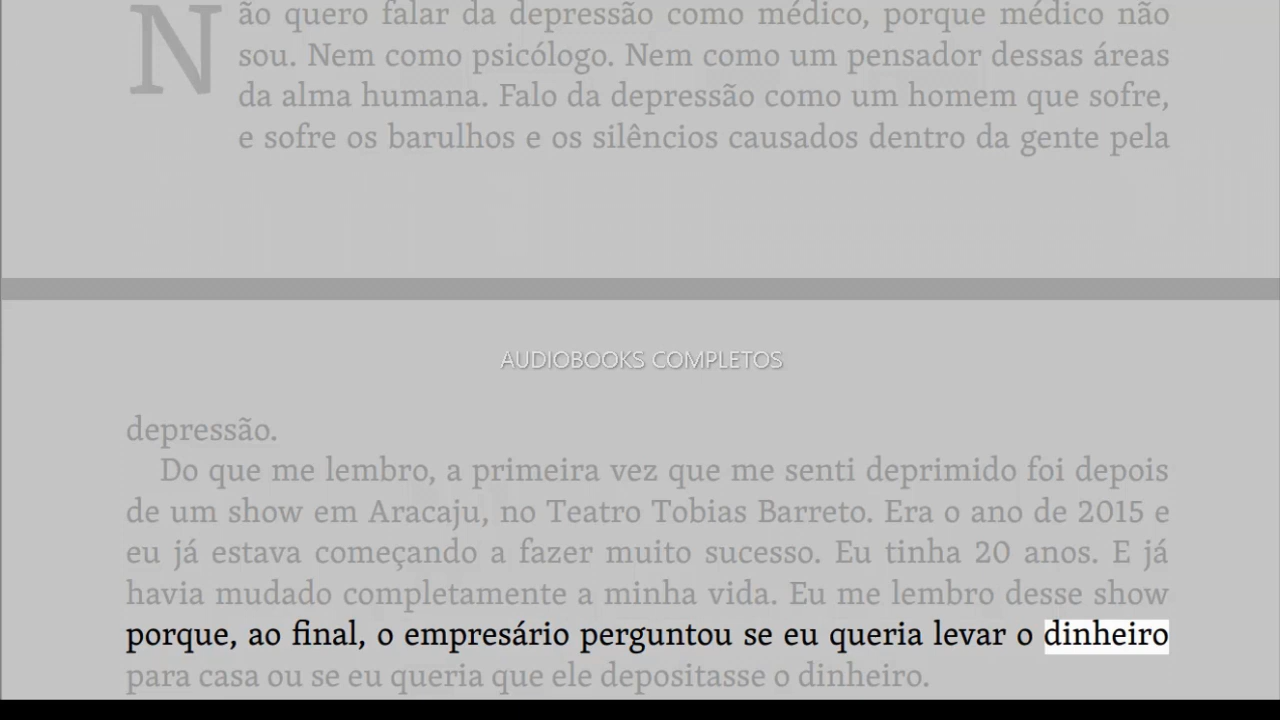 Não quero falar da depressão como médico, porque médico não
sou. Nem como psicólogo. Nem como um pensador dessas áreas
da alma humana. Falo da depressão como um homem que sofre,
e sofre os barulhos e os silêncios causados dentro da gente pela
AUDIOBOOKS COMPLETOS
depressão.
Do que me lembro, a primeira vez que me senti deprimido foi depois
de um show em Aracaju, no Teatro Tobias Barreto. Era o ano de 2015 e
eu já estava começando a fazer muito sucesso. Eu tinha 20 anos. E já
havia mudado completamente a minha vida. Eu me lembro desse show
porque, ao final, o empresário perguntou se eu queria levar o dinheiro
para casa ou se eu queria que ele depositasse o dinheiro.